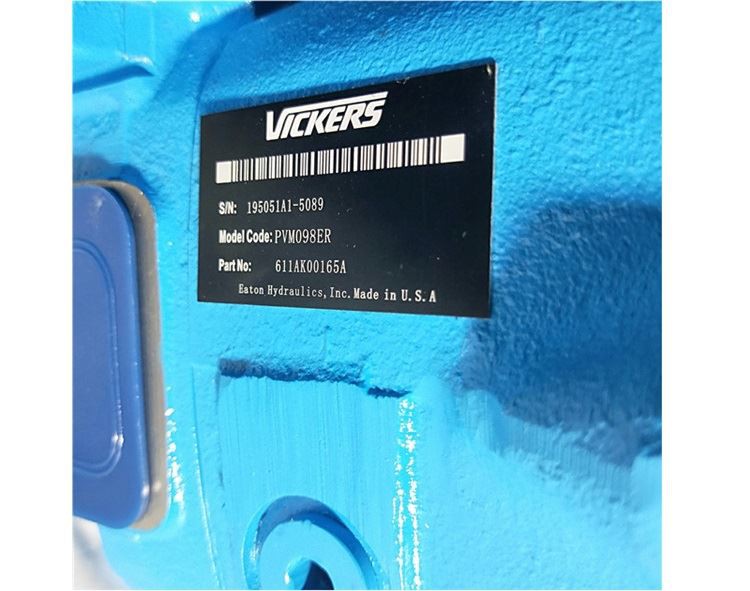 VICKERS
S/N: 195051A1-5089
Model Code: PVM098ER
Part No: 611AK00165A
Eaton Hydraulics, Inc. Made in U.S.A